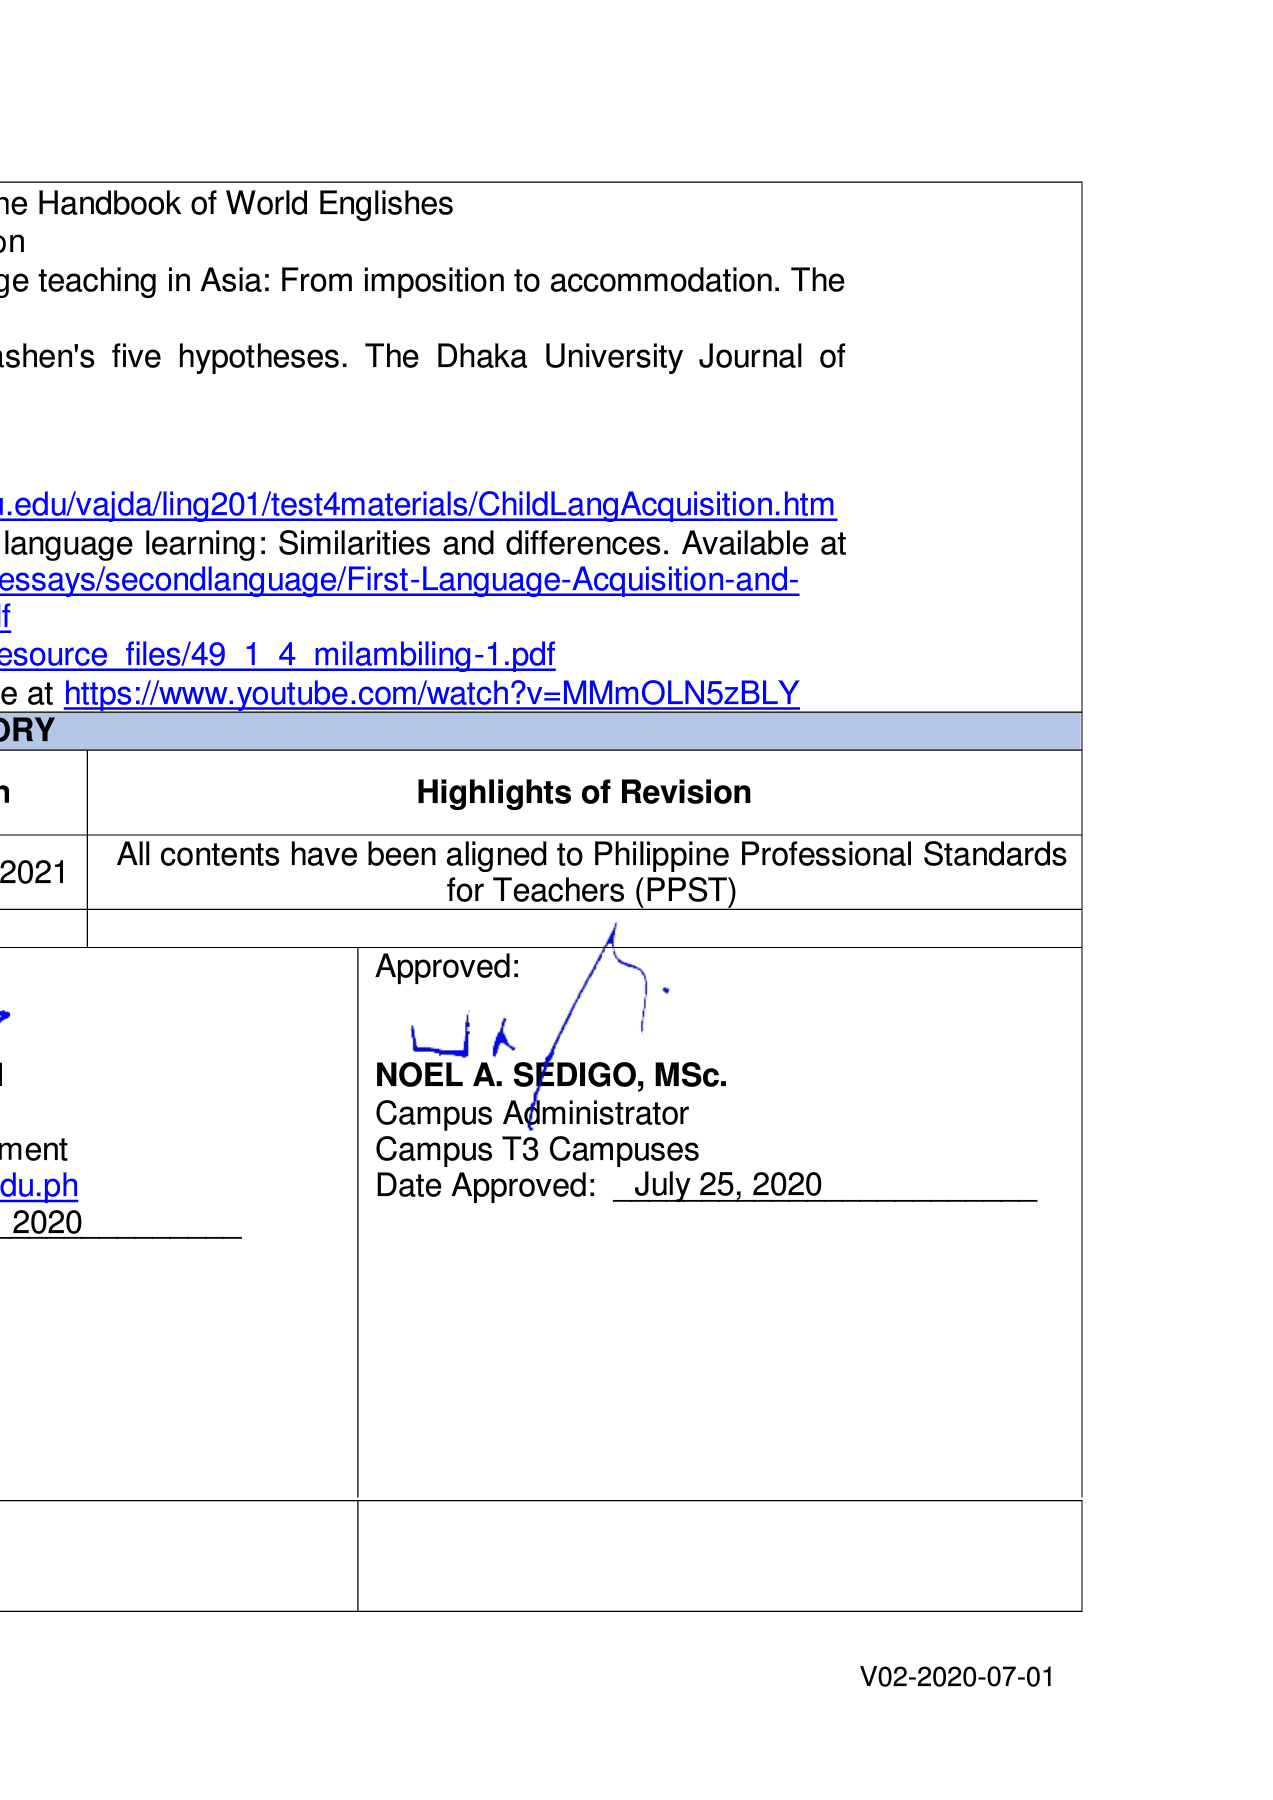 ne Handbook of World Englishes
on
ge teaching in Asia: From imposition to accommodation. The
ashen's five hypotheses. The Dhaka University Journal of
u.edu/vajda/ling201/test4materials/ChildLangAcquisition.htm
language learning: Similarities and differences. Available at
essays/secondlanguage/First-Language-Acquisition-and-
df
esource_files/49_1_4_milambiling-1.pdf
e at https://www.youtube.com/watch?v=MMmOLN5zBLY
ORY
n Highlights of Revision
2021 All contents have been aligned to Philippine Professional Standards
for Teachers (PPST)
Approved:
NOEL A. SEDIGO, MSc.
Campus Administrator
ment Campus T3 Campuses
du.ph Date Approved: July 25, 2020
2020
V02-2020-07-01